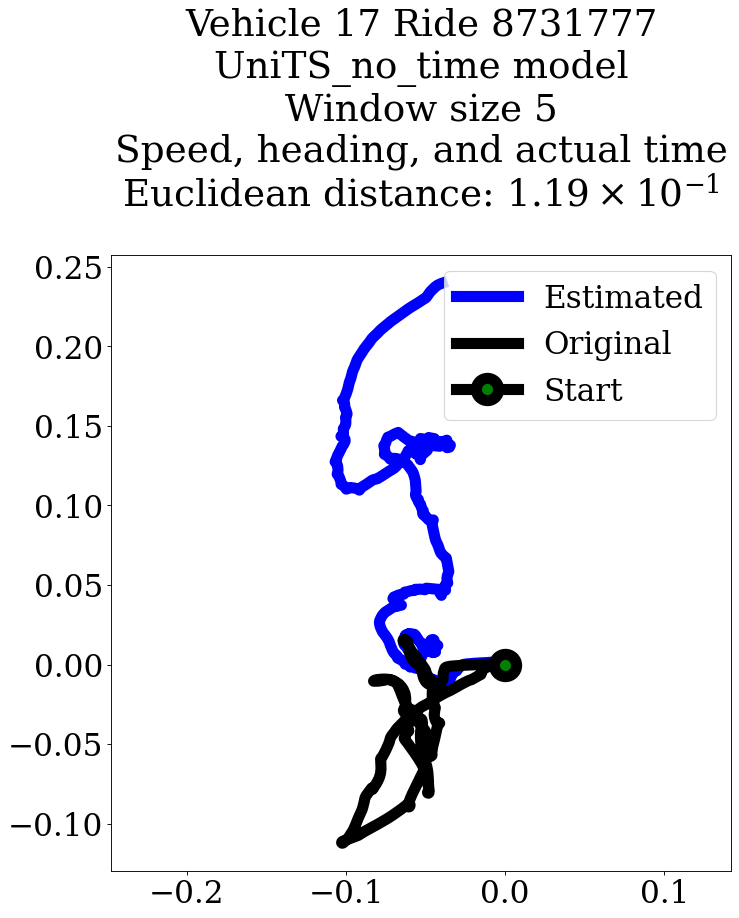 Vehicle 17 Ride 8731777
UniTS_no_time model
Window size 5
Speed, heading, and actual time
Euclidean distance: 1.19 × 10⁻¹
0.25
0.20
0.15
0.10
0.05
0.00
−0.05
−0.10
Estimated
Original
Start
−0.2 −0.1 0.0 0.1